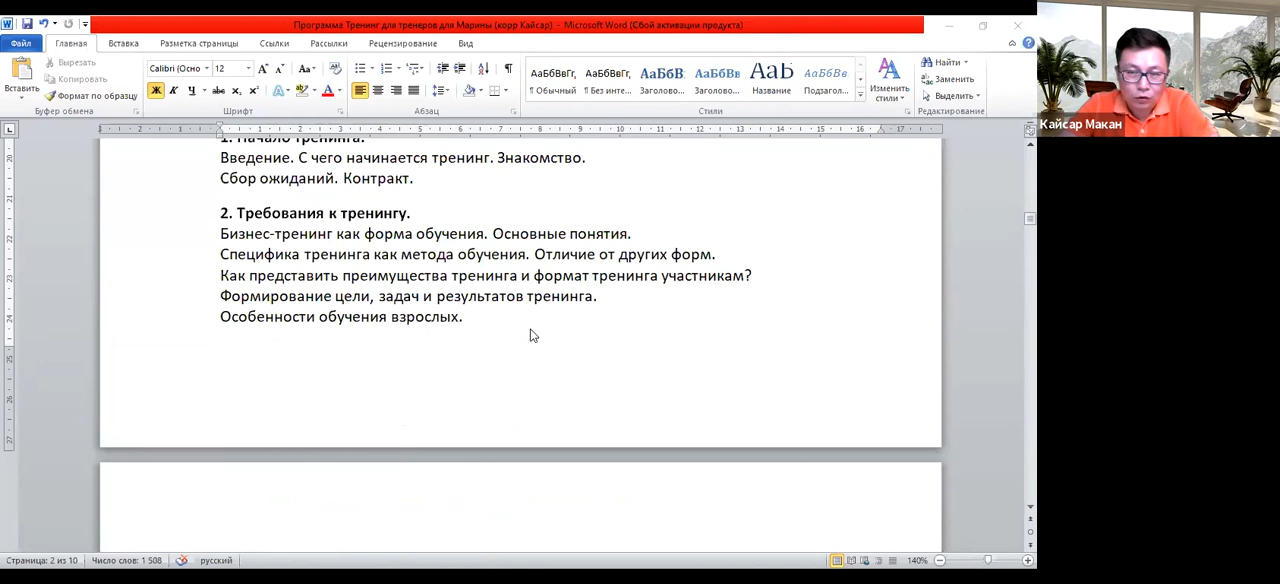 Программа Тренинг для тренеров для Марины (корр Кайсар) - Microsoft Word (Сбой активации продукта)
Файл Главная Вставка Разметка страницы Ссылки Рассылки Рецензирование Вид
Вставить
Вырезать
Копировать
Формат по образцу
Буфер обмена
Calibri (Осно 12
Шрифт
Абзац
АаБбВвГг, АаБбВвГг, АаБбВ АаБбВв АаБ АаБбВв
¶ Обычный ¶ Без инте... Заголово... Заголово... Название Подзагол...
Стили
Изменить стили
Найти
Заменить
Выделить
Редактирование
Кайсар Макан
1. Начало тренинга.
Введение. С чего начинается тренинг. Знакомство.
Сбор ожиданий. Контракт.
2. Требования к тренингу.
Бизнес-тренинг как форма обучения. Основные понятия.
Специфика тренинга как метода обучения. Отличие от других форм.
Как представить преимущества тренинга и формат тренинга участникам?
Формирование цели, задач и результатов тренинга.
Особенности обучения взрослых.
Страница: 2 из 10 Число слов: 1 508 русский 140%